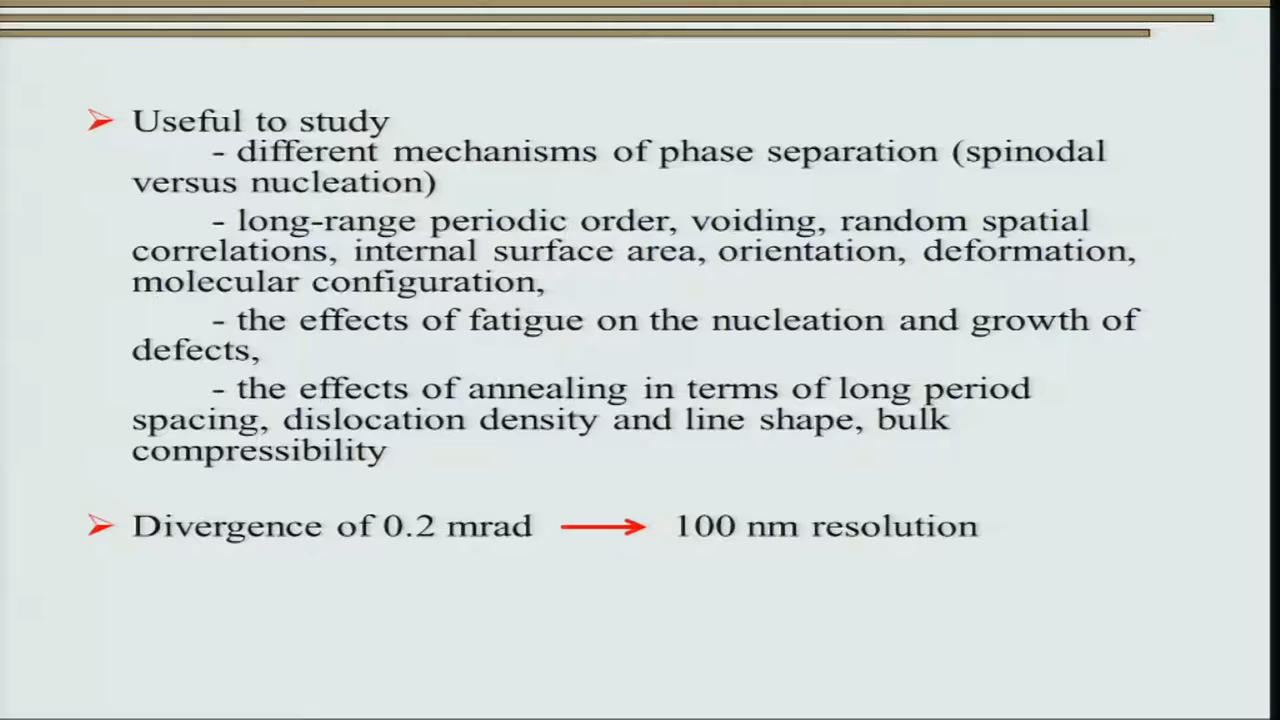 Useful to study
- different mechanisms of phase separation (spinodal
versus nucleation)
- long-range periodic order, voiding, random spatial
correlations, internal surface area, orientation, deformation,
molecular configuration,
- the effects of fatigue on the nucleation and growth of
defects,
- the effects of annealing in terms of long period
spacing, dislocation density and line shape, bulk
compressibility
Divergence of 0.2 mrad ⟶ 100 nm resolution